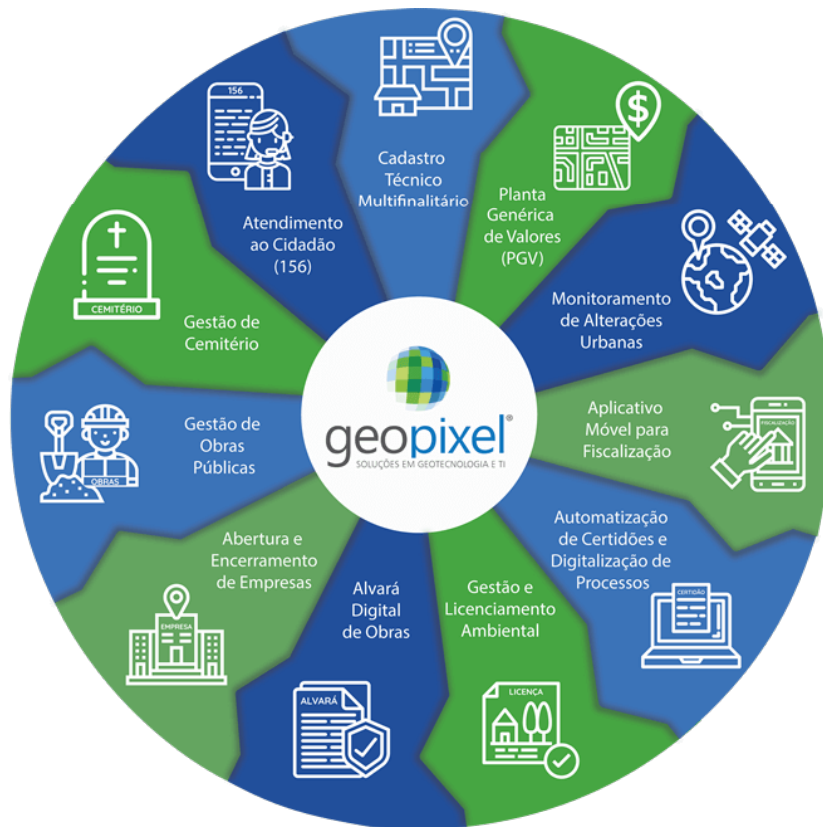 Cadastro
Técnico
Multifinalitário
Planta
Genérica
de Valores
(PGV)
Monitoramento
de Alterações
Urbanas
Aplicativo
Móvel para
Fiscalização
FISCALIZAÇÃO
Automatização
de Certidões e
Digitalização de
Processos
CERTIDÃO
Gestão e
Licenciamento
Ambiental
LICENÇA
Alvará
Digital
de Obras
ALVARÁ
Abertura e
Encerramento
de Empresas
EMPRESA
Gestão de
Obras
Públicas
OBRAS
Gestão de
Cemitério
CEMITÉRIO
156
Atendimento
ao Cidadão
(156)
geopixel®
SOLUÇÕES EM GEOTECNOLOGIA E TI
$